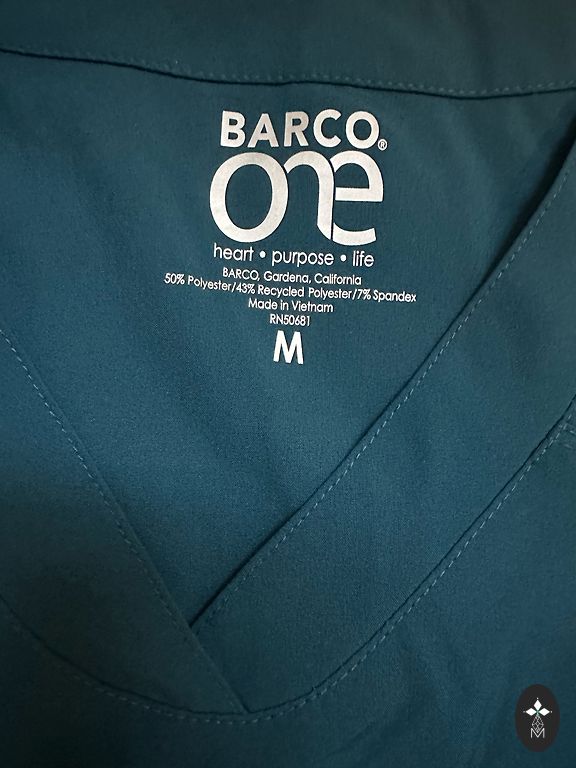 BARCO®
One
heart • purpose • life
BARCO, Gardena, California
50% Polyester/43% Recycled Polyester/7% Spandex
Made in Vietnam
RN50681
M
M